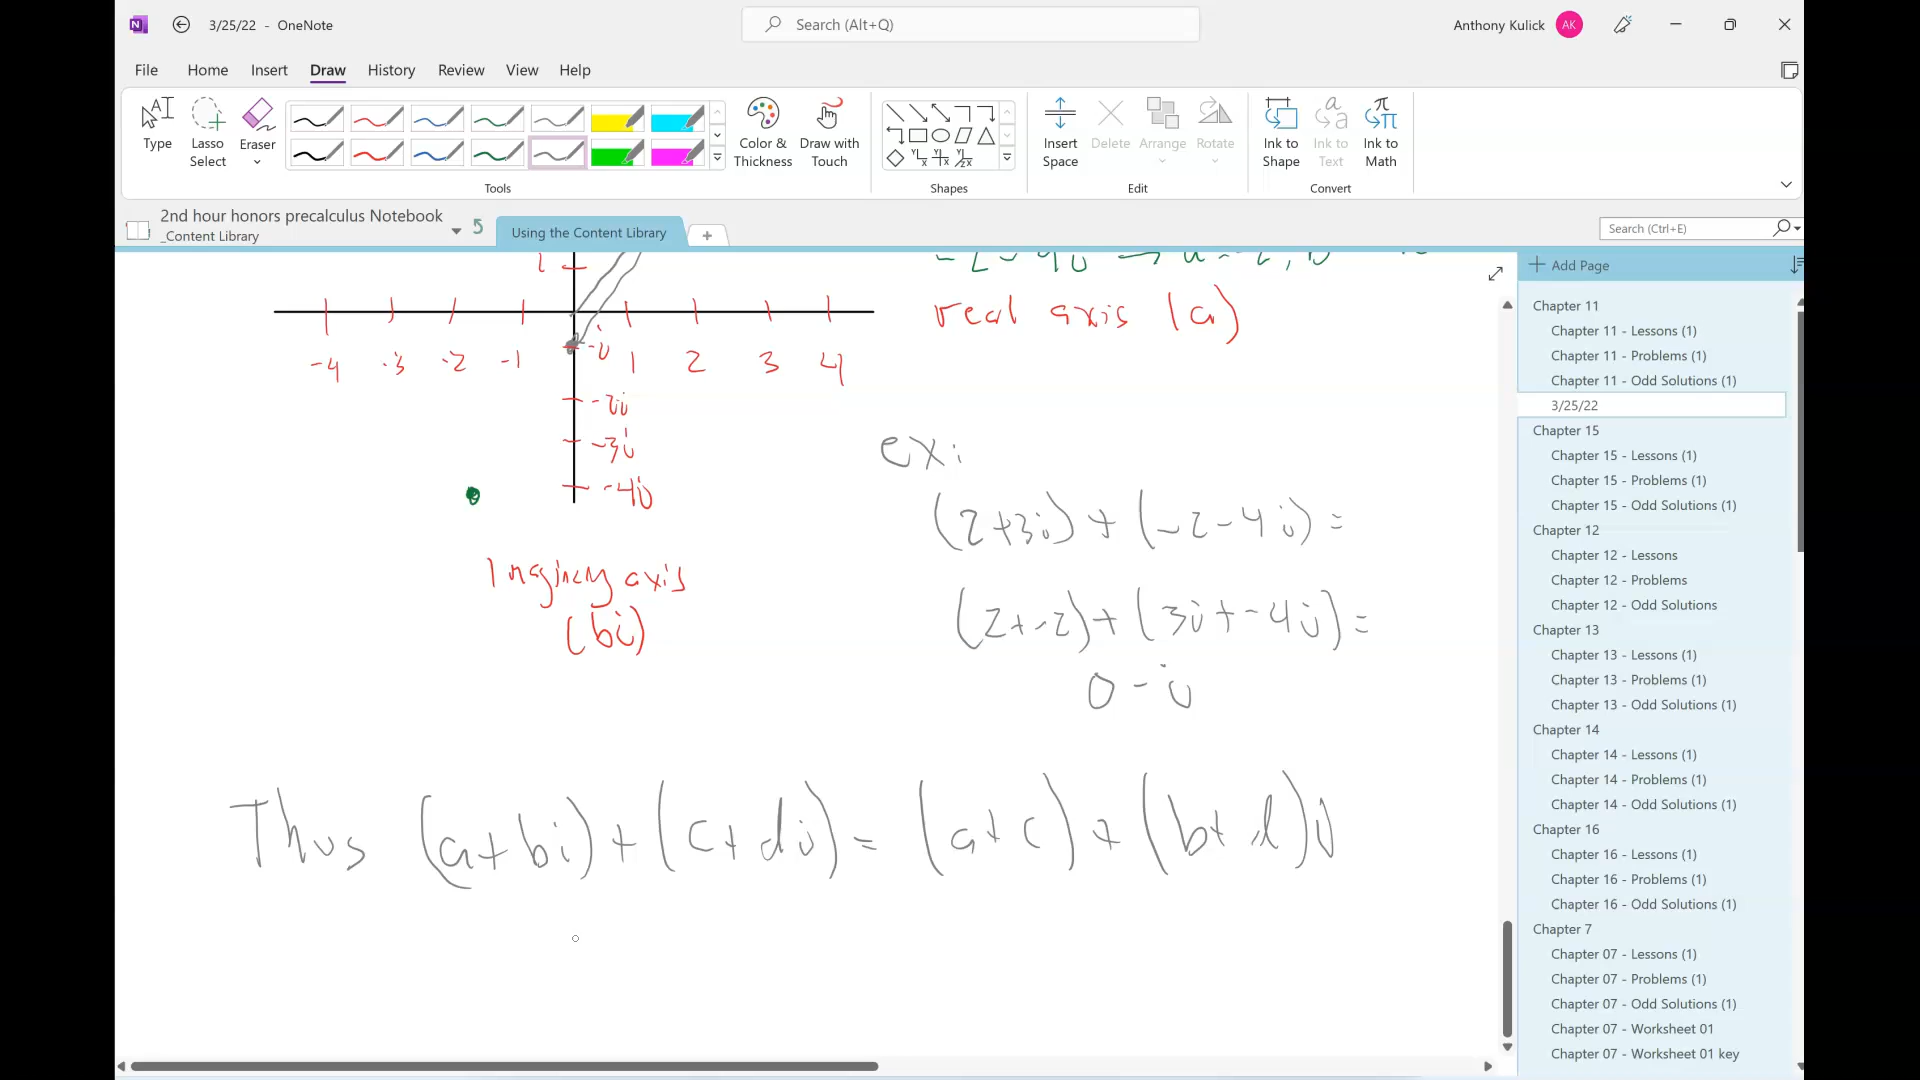 3/25/22 - OneNote
Search (Alt+Q)
Anthony Kulick AK
File Home Insert Draw History Review View Help
Type
Lasso Select
Eraser
Color & Thickness
Draw with Touch
Insert Space
Delete
Arrange
Rotate
Ink to Shape
Ink to Text
Ink to Math
Tools
Shapes
Edit
Convert
2nd hour honors precalculus Notebook
_Content Library
Using the Content Library
Search (Ctrl+E)
Add Page
Chapter 11
Chapter 11 - Lessons (1)
Chapter 11 - Problems (1)
Chapter 11 - Odd Solutions (1)
3/25/22
Chapter 15
Chapter 15 - Lessons (1)
Chapter 15 - Problems (1)
Chapter 15 - Odd Solutions (1)
Chapter 12
Chapter 12 - Lessons
Chapter 12 - Problems
Chapter 12 - Odd Solutions
Chapter 13
Chapter 13 - Lessons (1)
Chapter 13 - Problems (1)
Chapter 13 - Odd Solutions (1)
Chapter 14
Chapter 14 - Lessons (1)
Chapter 14 - Problems (1)
Chapter 14 - Odd Solutions (1)
Chapter 16
Chapter 16 - Lessons (1)
Chapter 16 - Problems (1)
Chapter 16 - Odd Solutions (1)
Chapter 7
Chapter 07 - Lessons (1)
Chapter 07 - Problems (1)
Chapter 07 - Odd Solutions (1)
Chapter 07 - Worksheet 01
Chapter 07 - Worksheet 01 key
real axis (a)
-i
-4 -3 -2 -1 1 2 3 4
-2i
-3i
-4i
Imaginary axis
(bi)
ex:
(2+3i) + (-2-4i) =
(2+-2) + (3i+-4i) =
0 - i
Thus (a+bi) + (c+di) = (a+c) + (b+d)i